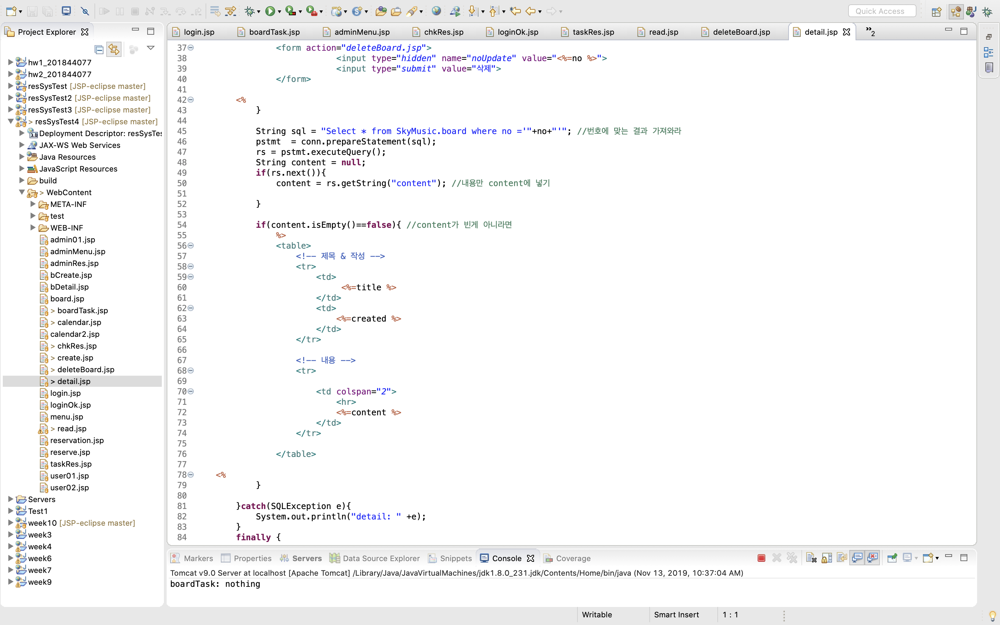 Quick Access
Project Explorer
hw1_201844077
hw2_201844077
resSysTest [JSP-eclipse master]
resSysTest2 [JSP-eclipse master]
resSysTest3 [JSP-eclipse master]
> resSysTest4 [JSP-eclipse master]
3.0 Deployment Descriptor: resSysTes
JAX-WS Web Services
Java Resources
JavaScript Resources
build
> WebContent
META-INF
test
WEB-INF
admin01.jsp
adminMenu.jsp
adminRes.jsp
bCreate.jsp
bDetail.jsp
board.jsp
> boardTask.jsp
> calendar.jsp
calendar2.jsp
> chkRes.jsp
> create.jsp
> deleteBoard.jsp
> detail.jsp
login.jsp
loginOk.jsp
menu.jsp
> read.jsp
reservation.jsp
reserve.jsp
taskRes.jsp
user01.jsp
user02.jsp
Servers
Test1
week10 [JSP-eclipse master]
week3
week4
week6
week7
week9
login.jsp boardTask.jsp adminMenu.jsp chkRes.jsp loginOk.jsp taskRes.jsp read.jsp deleteBoard.jsp detail.jsp »2
37 <form action="deleteBoard.jsp">
38 <input type="hidden" name="noUpdate" value="<%=no %>">
39 <input type="submit" value="삭제">
40 </form>
41
42 <%
43 }
44
45 String sql = "Select * from SkyMusic.board where no ='"+no+"'"; //번호에 맞는 결과 가져와라
46 pstmt = conn.prepareStatement(sql);
47 rs = pstmt.executeQuery();
48 String content = null;
49 if(rs.next()){
50 content = rs.getString("content"); //내용만 content에 넣기
51
52 }
53
54 if(content.isEmpty()==false){ //content가 빈게 아니라면
55 %>
56 <table>
57 <!-- 제목 & 작성 -->
58 <tr>
59 <td>
60 <%=title %>
61 </td>
62 <td>
63 <%=created %>
64 </td>
65 </tr>
66
67 <!-- 내용 -->
68 <tr>
69
70 <td colspan="2">
71 <hr>
72 <%=content %>
73 </td>
74 </tr>
75
76 </table>
77
78 <%
79 }
80
81 }catch(SQLException e){
82 System.out.println("detail: " +e);
83 }
84 finally {
Markers Properties Servers Data Source Explorer Snippets Console Coverage
Tomcat v9.0 Server at localhost [Apache Tomcat] /Library/Java/JavaVirtualMachines/jdk1.8.0_231.jdk/Contents/Home/bin/java (Nov 13, 2019, 10:37:04 AM)
boardTask: nothing
Writable Smart Insert 1 : 1